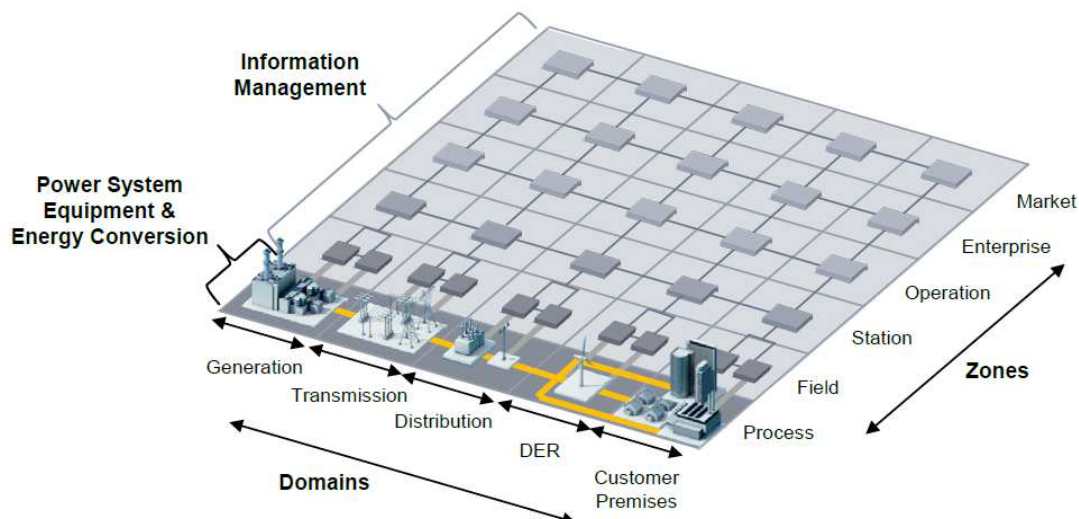 Information
Management
Power System
Equipment &
Energy Conversion
Market
Enterprise
Operation
Station
Field
Process
Zones
Generation
Transmission
Distribution
DER
Customer
Premises
Domains